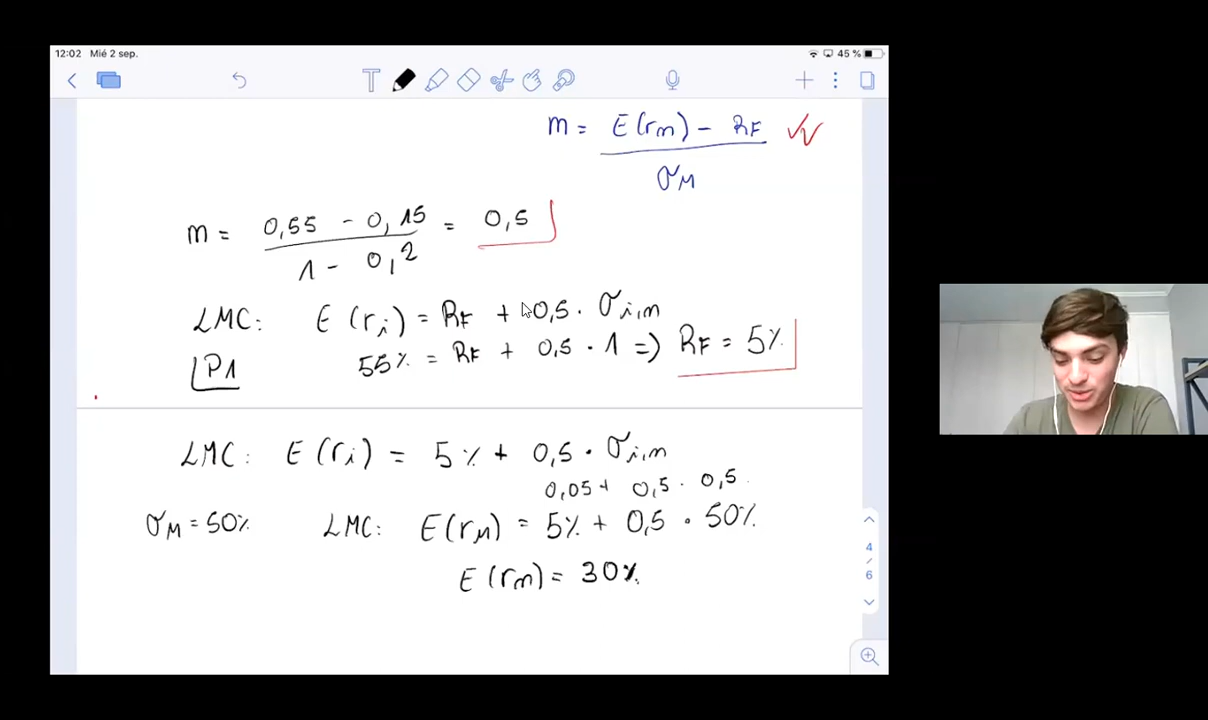 12:02 Mié 2 sep.
45 %
m = E(rm) - RF / σM
m = 0,55 - 0,15 / 1 - 0,2 = 0,5
LMC: E(ri) = RF + 0,5 · σi,m
P1 55% = RF + 0,5 · 1 => RF = 5%
LMC: E(ri) = 5% + 0,5 · σi,m
0,05 + 0,5 · 0,5
σM = 50% LMC: E(rM) = 5% + 0,5 · 50%
E(rm) = 30%
4
/
6